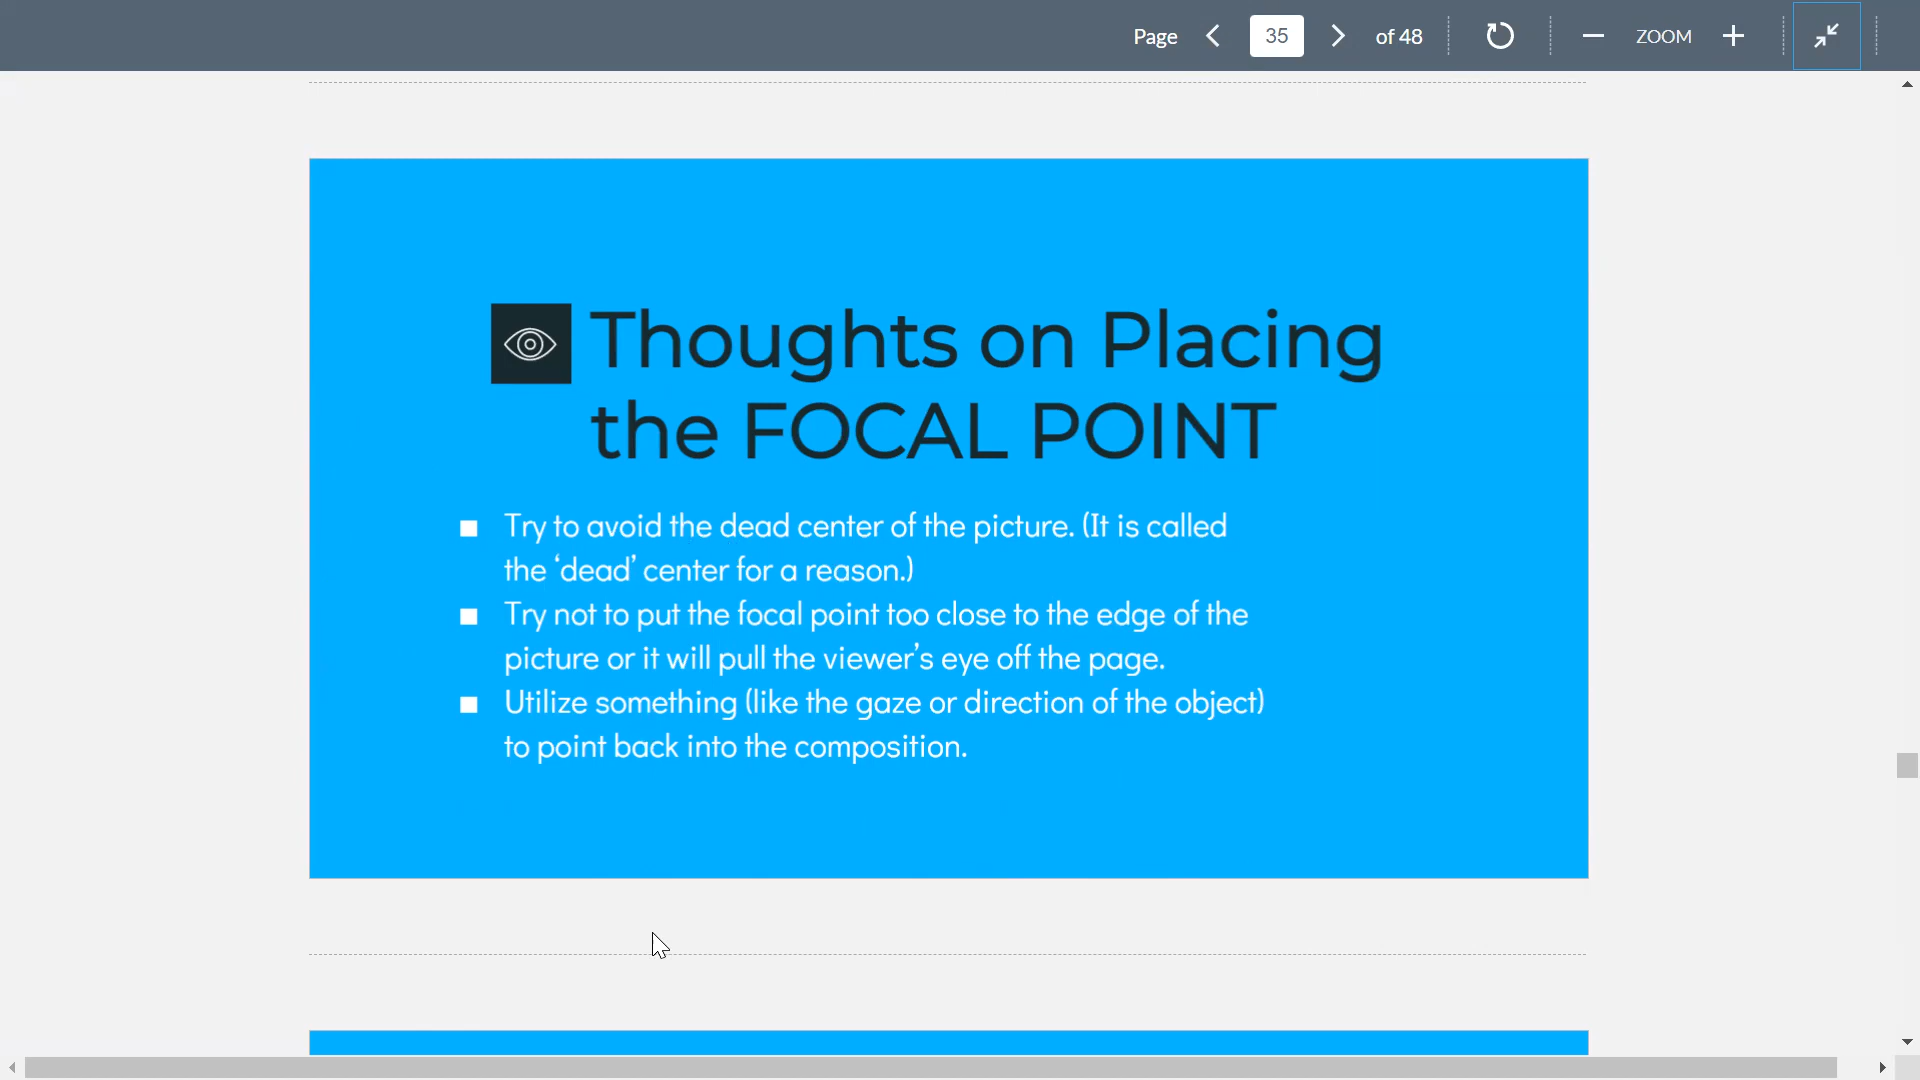 Page 35 of 48 ZOOM
Thoughts on Placing
the FOCAL POINT
Try to avoid the dead center of the picture. (It is called
the ‘dead’ center for a reason.)
Try not to put the focal point too close to the edge of the
picture or it will pull the viewer’s eye off the page.
Utilize something (like the gaze or direction of the object)
to point back into the composition.